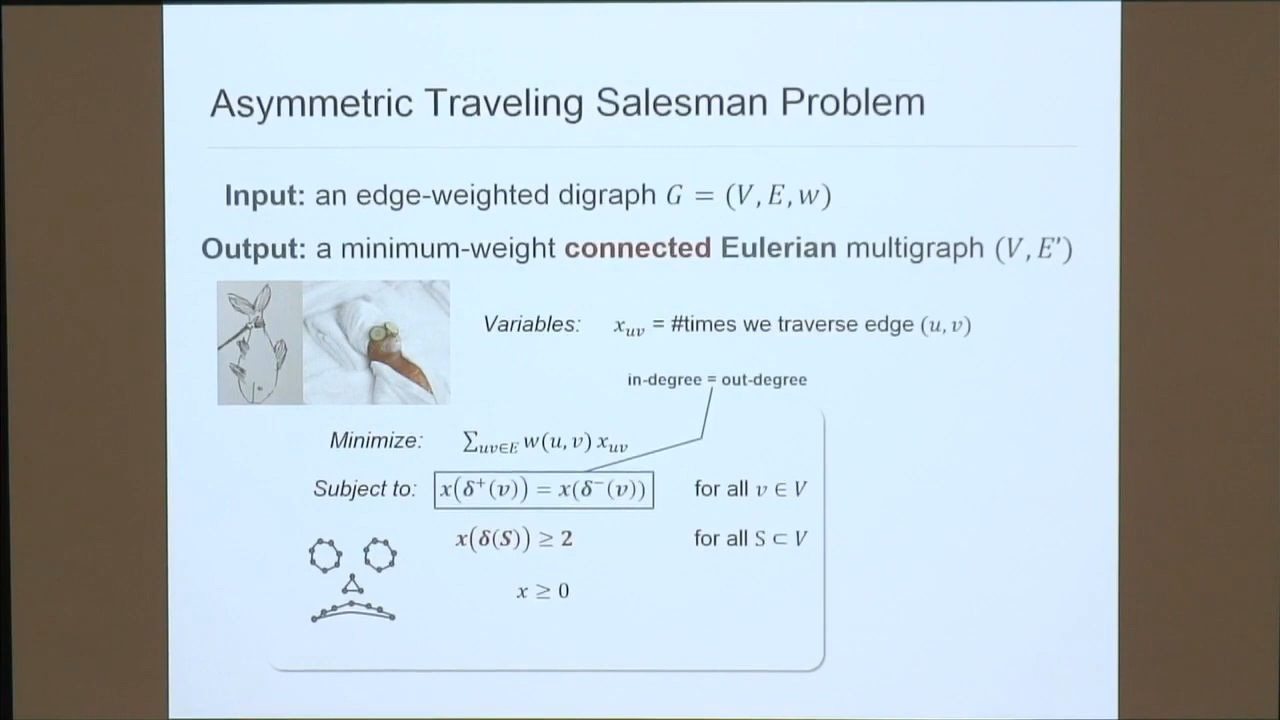 Asymmetric Traveling Salesman Problem
Input: an edge-weighted digraph G = (V, E, w)
Output: a minimum-weight connected Eulerian multigraph (V, E′)
Variables: x_uv = #times we traverse edge (u, v)
in-degree = out-degree
Minimize: ∑_uv∈E w(u, v) x_uv
Subject to: x(δ⁺(v)) = x(δ⁻(v)) for all v ∈ V
x(δ(S)) ≥ 2 for all S ⊂ V
x ≥ 0